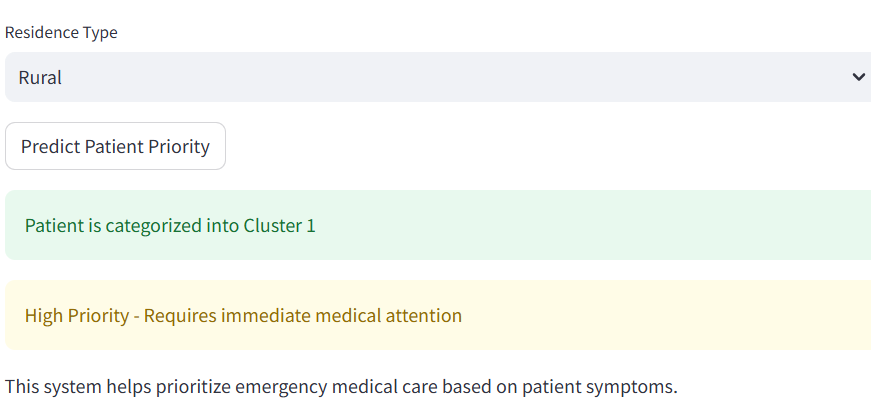 Residence Type
Rural
Predict Patient Priority
Patient is categorized into Cluster 1
High Priority - Requires immediate medical attention
This system helps prioritize emergency medical care based on patient symptoms.